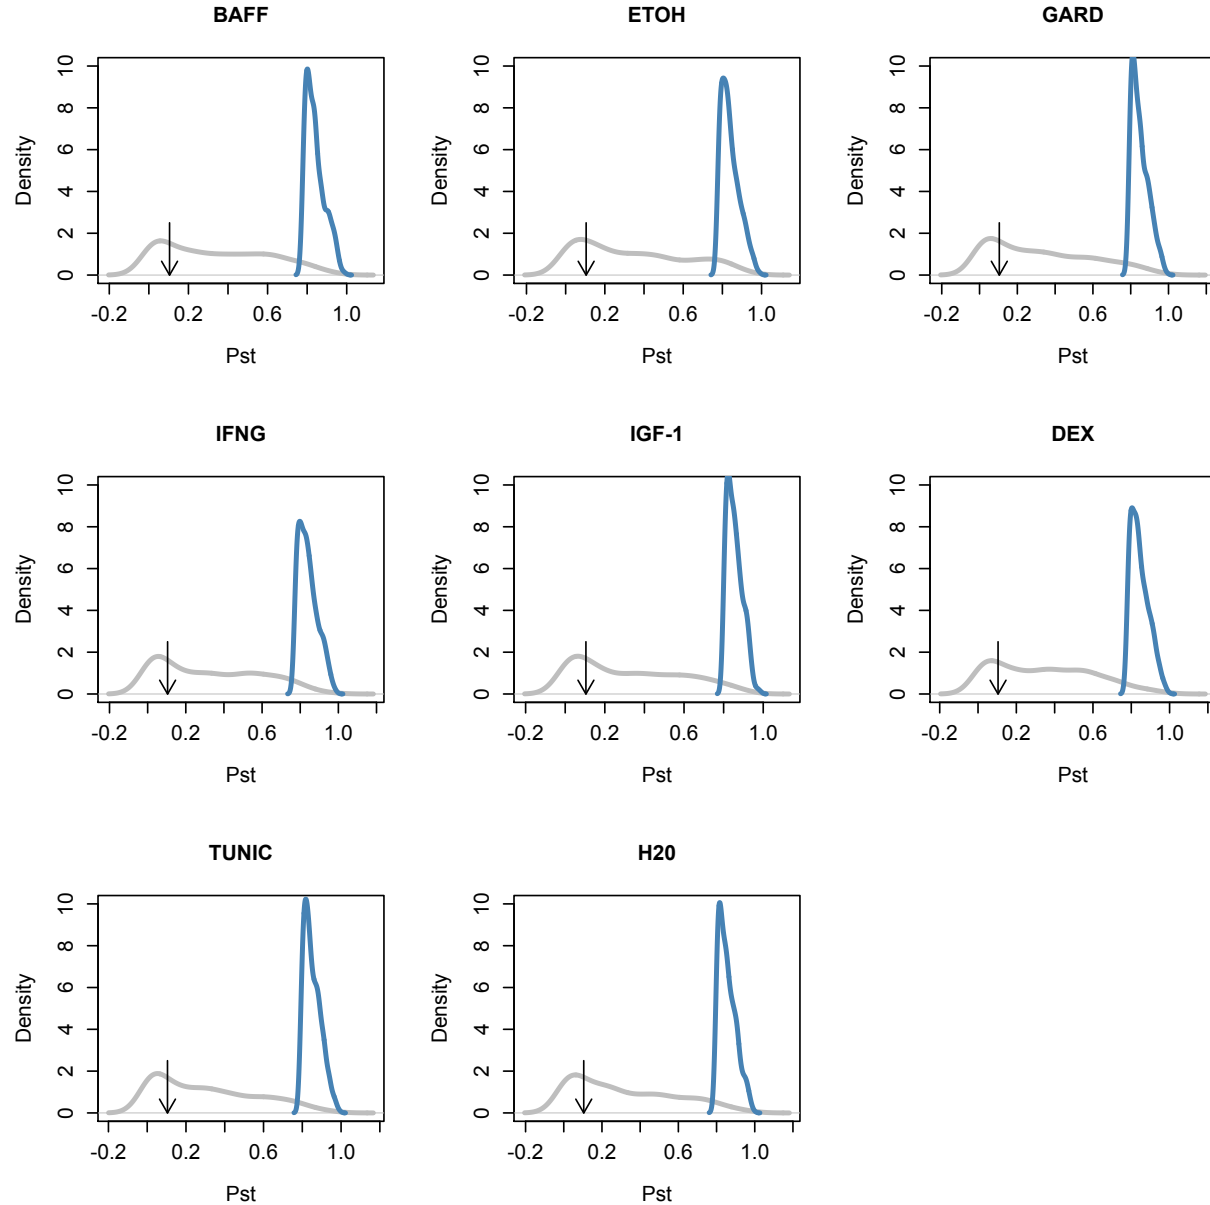 BAFF ETOH GARD
10 10 10
8 8 8
6 6 6
4 4 4
2 2 2
0 0 0
Density Density Density
-0.2 0.2 0.6 1.0 -0.2 0.2 0.6 1.0 -0.2 0.2 0.6 1.0
Pst Pst Pst
IFNG IGF-1 DEX
10 10 10
8 8 8
6 6 6
4 4 4
2 2 2
0 0 0
Density Density Density
-0.2 0.2 0.6 1.0 -0.2 0.2 0.6 1.0 -0.2 0.2 0.6 1.0
Pst Pst Pst
TUNIC H20
10 10
8 8
6 6
4 4
2 2
0 0
Density Density
-0.2 0.2 0.6 1.0 -0.2 0.2 0.6 1.0
Pst Pst